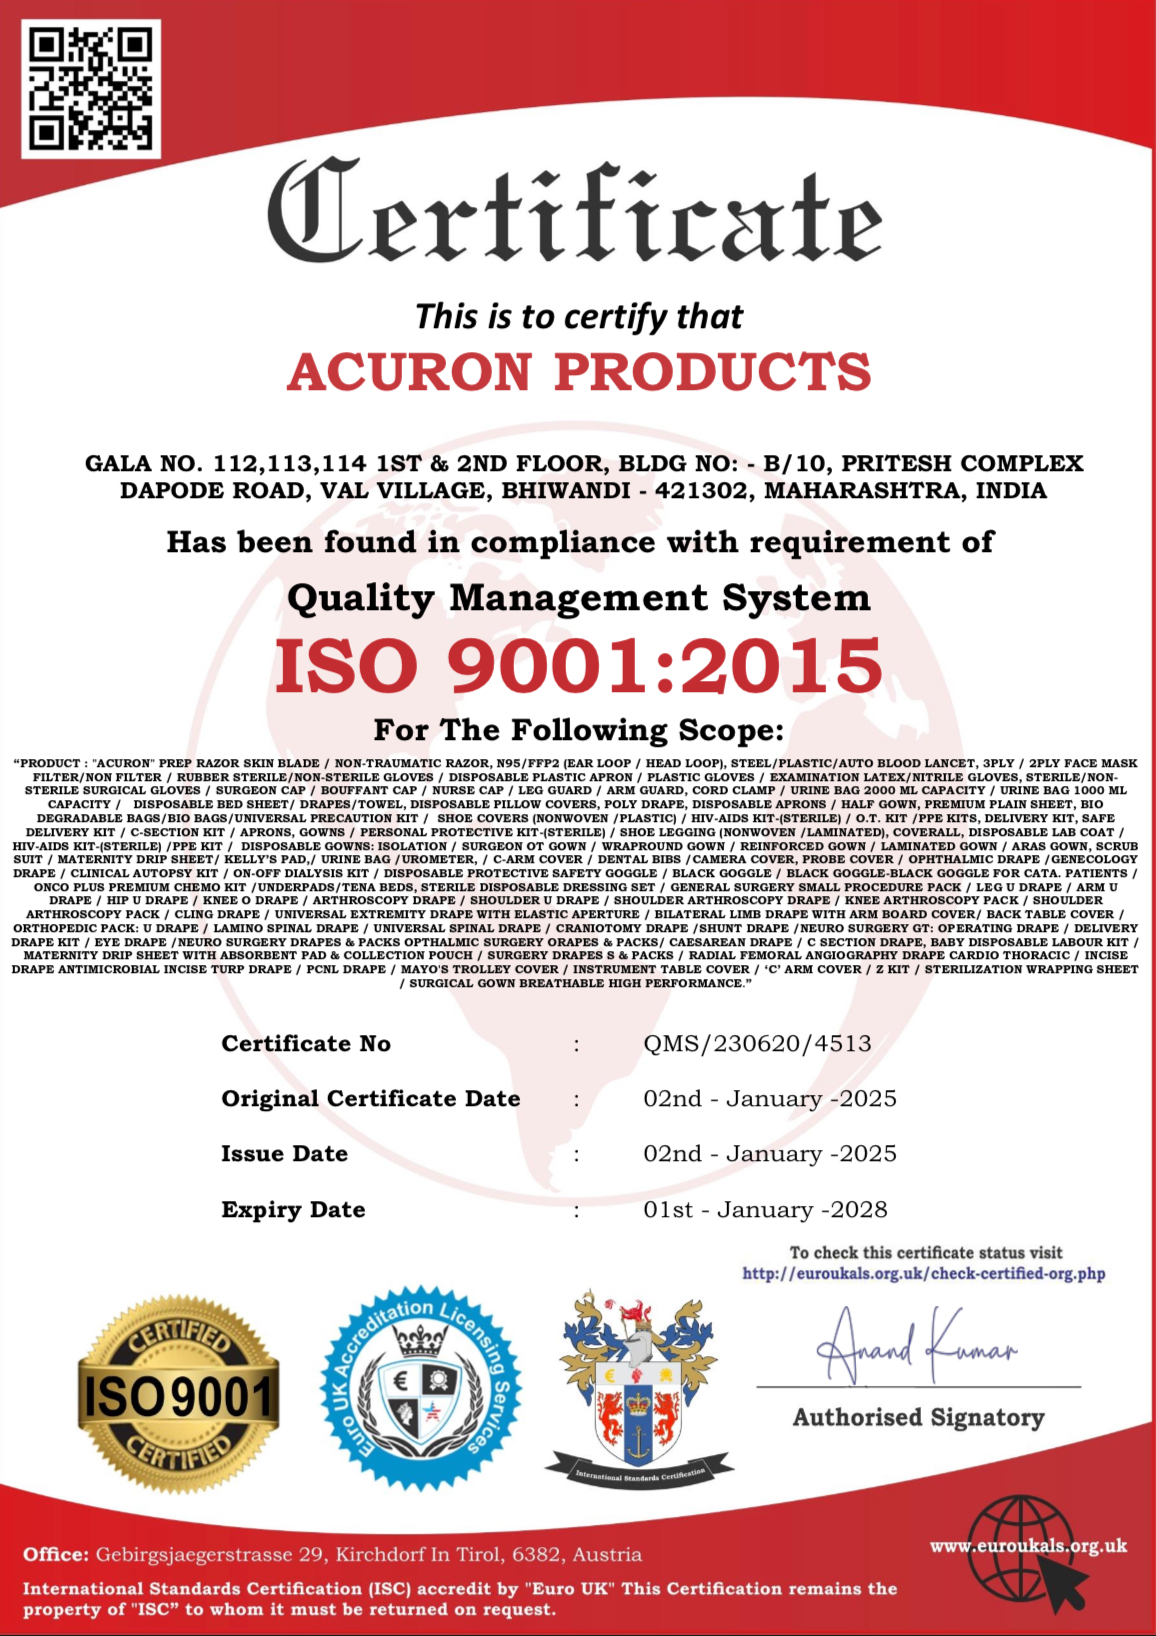 Certificate
This is to certify that
ACURON PRODUCTS
GALA NO. 112,113,114 1ST & 2ND FLOOR, BLDG NO: - B/10, PRITESH COMPLEX
DAPODE ROAD, VAL VILLAGE, BHIWANDI - 421302, MAHARASHTRA, INDIA
Has been found in compliance with requirement of
Quality Management System
ISO 9001:2015
For The Following Scope:
“PRODUCT : "ACURON" PREP RAZOR SKIN BLADE / NON-TRAUMATIC RAZOR, N95/FFP2 (EAR LOOP / HEAD LOOP), STEEL/PLASTIC/AUTO BLOOD LANCET, 3PLY / 2PLY FACE MASK
FILTER/NON FILTER / RUBBER STERILE/NON-STERILE GLOVES / DISPOSABLE PLASTIC APRON / PLASTIC GLOVES / EXAMINATION LATEX/NITRILE GLOVES, STERILE/NON-
STERILE SURGICAL GLOVES / SURGEON CAP / BOUFFANT CAP / NURSE CAP / LEG GUARD / ARM GUARD, CORD CLAMP / URINE BAG 2000 ML CAPACITY / URINE BAG 1000 ML
CAPACITY / DISPOSABLE BED SHEET/ DRAPES/TOWEL, DISPOSABLE PILLOW COVERS, POLY DRAPE, DISPOSABLE APRONS / HALF GOWN, PREMIUM PLAIN SHEET, BIO
DEGRADABLE BAGS/BIO BAGS/UNIVERSAL PRECAUTION KIT / SHOE COVERS (NONWOVEN /PLASTIC) / HIV-AIDS KIT-(STERILE) / O.T. KIT /PPE KITS, DELIVERY KIT, SAFE
DELIVERY KIT / C-SECTION KIT / APRONS, GOWNS / PERSONAL PROTECTIVE KIT-(STERILE) / SHOE LEGGING (NONWOVEN /LAMINATED), COVERALL, DISPOSABLE LAB COAT /
HIV-AIDS KIT-(STERILE) /PPE KIT / DISPOSABLE GOWNS: ISOLATION / SURGEON OT GOWN / WRAPROUND GOWN / REINFORCED GOWN / LAMINATED GOWN / ARAS GOWN, SCRUB
SUIT / MATERNITY DRIP SHEET/ KELLY'S PAD,/ URINE BAG /UROMETER, / C-ARM COVER / DENTAL BIBS /CAMERA COVER, PROBE COVER / OPHTHALMIC DRAPE /GENECOLOGY
DRAPE / CLINICAL AUTOPSY KIT / ON-OFF DIALYSIS KIT / DISPOSABLE PROTECTIVE SAFETY GOGGLE / BLACK GOGGLE / BLACK GOGGLE-BLACK GOGGLE FOR CATA. PATIENTS /
ONCO PLUS PREMIUM CHEMO KIT /UNDERPADS/TENA BEDS, STERILE DISPOSABLE DRESSING SET / GENERAL SURGERY SMALL PROCEDURE PACK / LEG U DRAPE / ARM U
DRAPE / HIP U DRAPE / KNEE O DRAPE / ARTHROSCOPY DRAPE / SHOULDER U DRAPE / SHOULDER ARTHROSCOPY DRAPE / KNEE ARTHROSCOPY PACK / SHOULDER
ARTHROSCOPY PACK / CLING DRAPE / UNIVERSAL EXTREMITY DRAPE WITH ELASTIC APERTURE / BILATERAL LIMB DRAPE WITH ARM BOARD COVER/ BACK TABLE COVER /
ORTHOPEDIC PACK: U DRAPE / LAMINO SPINAL DRAPE / UNIVERSAL SPINAL DRAPE / CRANIOTOMY DRAPE /SHUNT DRAPE /NEURO SURGERY GT: OPERATING DRAPE / DELIVERY
DRAPE KIT / EYE DRAPE /NEURO SURGERY DRAPES & PACKS OPTHALMIC SURGERY ORAPES & PACKS/ CAESAREAN DRAPE / C SECTION DRAPE, BABY DISPOSABLE LABOUR KIT /
MATERNITY DRIP SHEET WITH ABSORBENT PAD & COLLECTION POUCH / SURGERY DRAPES S & PACKS / RADIAL FEMORAL ANGIOGRAPHY DRAPE CARDIO THORACIC / INCISE
DRAPE ANTIMICROBIAL INCISE TURP DRAPE / PCNL DRAPE / MAYO'S TROLLEY COVER / INSTRUMENT TABLE COVER / ‘C’ ARM COVER / Z KIT / STERILIZATION WRAPPING SHEET
/ SURGICAL GOWN BREATHABLE HIGH PERFORMANCE.”
Certificate No : QMS/230620/4513
Original Certificate Date : 02nd - January -2025
Issue Date : 02nd - January -2025
Expiry Date : 01st - January -2028
To check this certificate status visit
http://euroukals.org.uk/check-certified-org.php
CERTIFIED
ISO 9001
CERTIFIED
Euro UK Accreditation Licensing Services
International Standards Certification
Anand Kumar
Authorised Signatory
Office: Gebirgsjaegerstrasse 29, Kirchdorf In Tirol, 6382, Austria
www.euroukals.org.uk
International Standards Certification (ISC) accredit by "Euro UK" This Certification remains the
property of "ISC” to whom it must be returned on request.